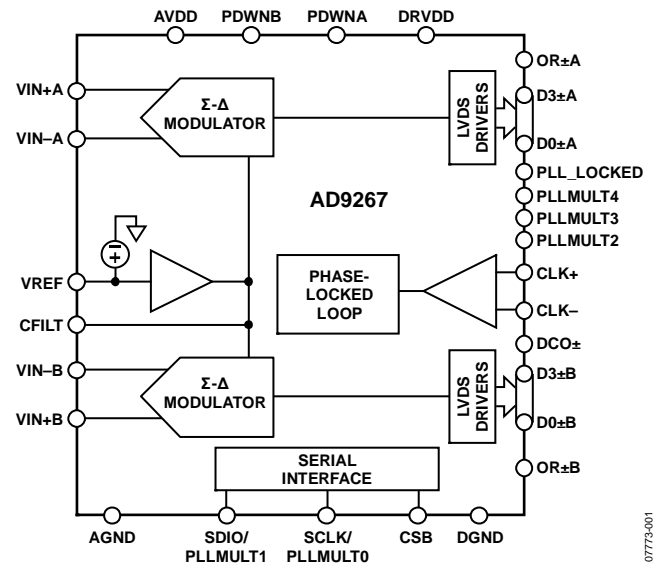 AVDD PDWNB PDWNA DRVDD
OR±A
VIN+A
Σ-Δ
MODULATOR
LVDS
DRIVERS
D3±A
VIN–A
D0±A
PLL_LOCKED
AD9267
PLLMULT4
PLLMULT3
PLLMULT2
VREF
PHASE-
LOCKED
LOOP
CLK+
CFILT
CLK–
DCO±
VIN–B
Σ-Δ
MODULATOR
LVDS
DRIVERS
D3±B
VIN+B
D0±B
SERIAL
INTERFACE
OR±B
AGND
SDIO/
PLLMULT1
SCLK/
PLLMULT0
CSB
DGND
07773-001